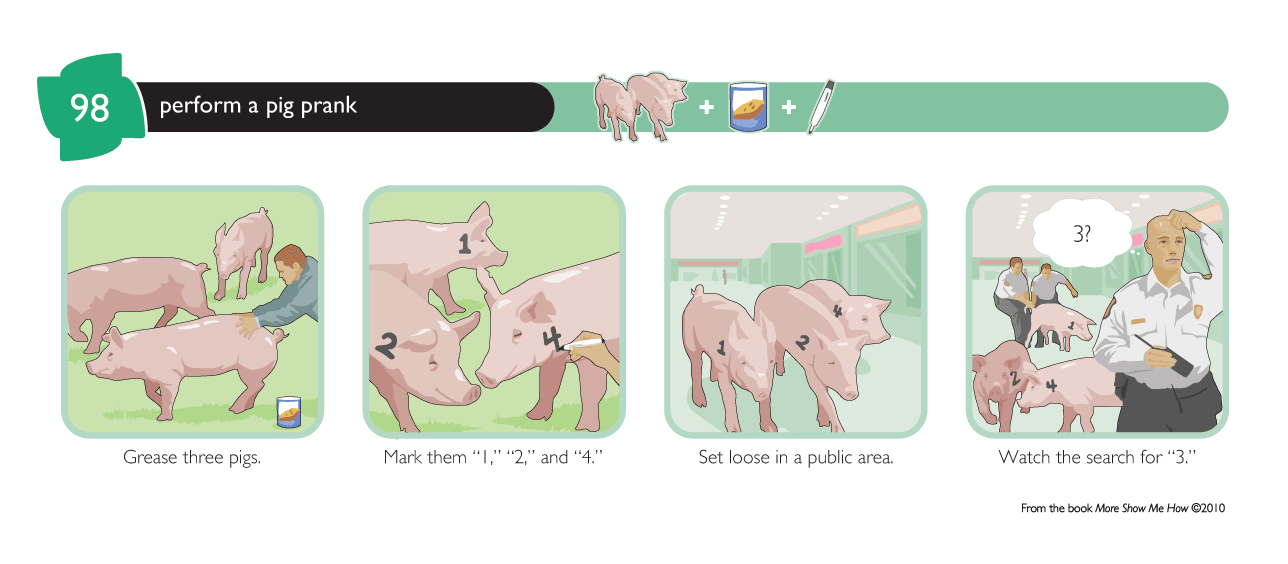 98
perform a pig prank
+ +
1
2
4
1
2
4
3?
1
2
4
Grease three pigs.
Mark them “1,” “2,” and “4.”
Set loose in a public area.
Watch the search for “3.”
From the book More Show Me How ©2010